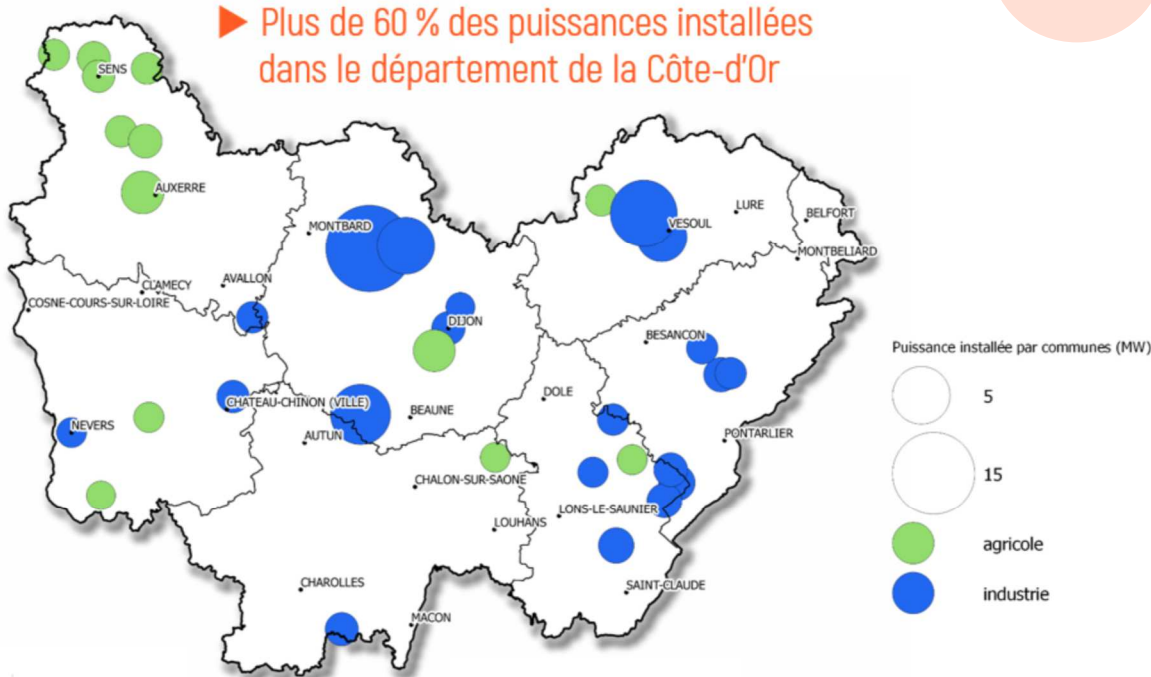 ▶ Plus de 60 % des puissances installées
dans le département de la Côte-d'Or
SENS
AUXERRE
MONTBARD
LURE
VESOUL
BELFORT
MONTBELIARD
CLAMECY
AVALLON
COSNE-COURS-SUR-LOIRE
DIJON
BESANCON
DOLE
CHATEAU-CHINON (VILLE)
BEAUNE
NEVERS
AUTUN
PONTARLIER
CHALON-SUR-SAONE
LONS-LE-SAUNIER
LOUHANS
CHAROLLES
SAINT-CLAUDE
MACON
Puissance installée par communes (MW)
5
15
agricole
industrie